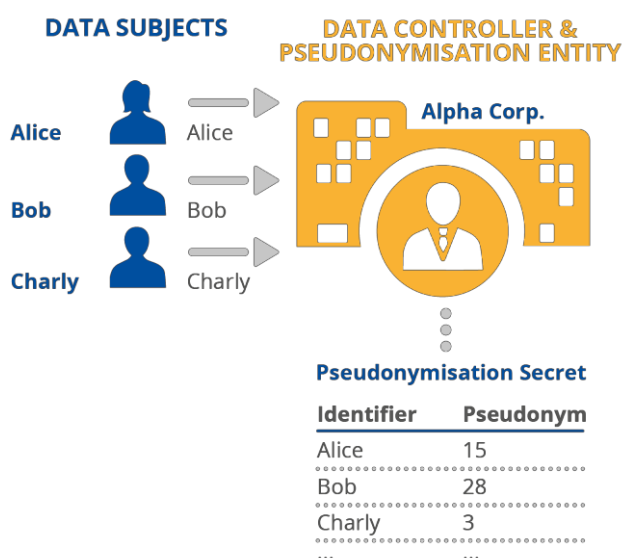 DATA SUBJECTS
DATA CONTROLLER &
PSEUDONYMISATION ENTITY
Alpha Corp.
Alice
Alice
Bob
Bob
Charly
Charly
Pseudonymisation Secret
Identifier Pseudonym
Alice 15
Bob 28
Charly 3
... ...